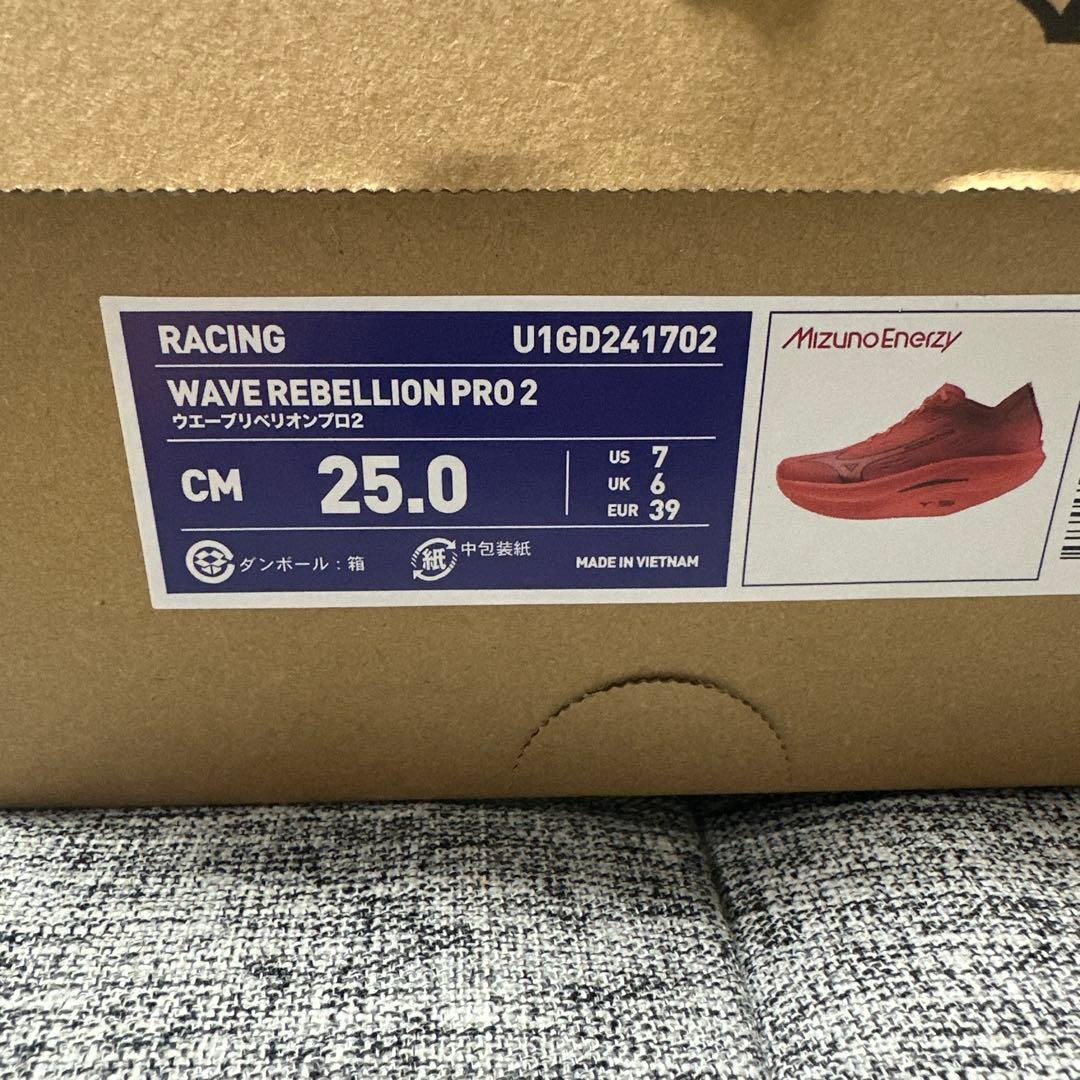 RACING U1GD241702
WAVE REBELLION PRO 2
ウエーブリベリオンプロ2
CM 25.0
US 7
UK 6
EUR 39
ダンボール：箱
紙 中包装紙
MADE IN VIETNAM
Mizuno Enerzy